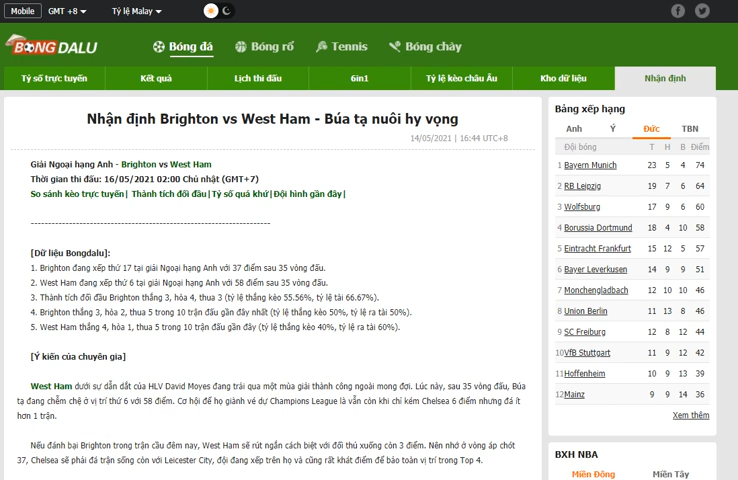 Mobile GMT +8 Tỷ lệ Malay
BONGDALU Bóng đá Bóng rổ Tennis Bóng chày
Tỷ số trực tuyến Kết quả Lịch thi đấu 6in1 Tỷ lệ kèo châu Âu Kho dữ liệu Nhận định
Nhận định Brighton vs West Ham - Búa tạ nuôi hy vọng
14/05/2021 | 16:44 UTC+8
Giải Ngoại hạng Anh - Brighton vs West Ham
Thời gian thi đấu: 16/05/2021 02:00 Chủ nhật (GMT+7)
So sánh kèo trực tuyến| Thành tích đối đầu|Tỷ số quá khứ|Đội hình gần đây|
--------------------------------------------------------------------
[Dữ liệu Bongdalu]:
1. Brighton đang xếp thứ 17 tại giải Ngoại hạng Anh với 37 điểm sau 35 vòng đấu.
2. West Ham đang xếp thứ 6 tại giải Ngoại hạng Anh với 58 điểm sau 35 vòng đấu.
3. Thành tích đối đầu Brighton thắng 3, hòa 4, thua 3 (tỷ lệ thắng kèo 55.56%, tỷ lệ tài 66.67%).
4. Brighton thắng 3, hòa 2, thua 5 trong 10 trận đấu gần đây nhất (tỷ lệ thắng kèo 50%, tỷ lệ ra tài 50%).
5. West Ham thắng 4, hòa 1, thua 5 trong 10 trận đấu gần đây (tỷ lệ thắng kèo 40%, tỷ lệ ra tài 60%).
[Ý kiến của chuyên gia]
West Ham dưới sự dẫn dắt của HLV David Moyes đang trải qua một mùa giải thành công ngoài mong đợi. Lúc này, sau 35 vòng đấu, Búa
tạ đang chễm chệ ở vị trí thứ 6 với 58 điểm. Cơ hội để họ giành vé dự Champions League là vẫn còn khi chỉ kém Chelsea 6 điểm nhưng đá ít
hơn 1 trận.
Nếu đánh bại Brighton trong trận cầu đêm nay, West Ham sẽ rút ngắn cách biệt với đối thủ xuống còn 3 điểm. Nên nhớ ở vòng áp chót
37, Chelsea sẽ phải đá trận sống còn với Leicester City, đội đang xếp trên họ và cũng rất khát điểm để bảo toàn vị trí trong Top 4.
Bảng xếp hạng
Anh Ý Đức TBN
Đội bóng T H B Điểm
1 Bayern Munich 23 5 4 74
2 RB Leipzig 19 7 6 64
3 Wolfsburg 17 9 6 60
4 Borussia Dortmund 18 4 10 58
5 Eintracht Frankfurt 15 12 5 57
6 Bayer Leverkusen 14 9 9 51
7 Monchengladbach 12 10 10 46
8 Union Berlin 11 13 8 46
9 SC Freiburg 12 8 12 44
10 VfB Stuttgart 11 9 12 42
11 Hoffenheim 10 9 13 39
12 Mainz 9 9 14 36
Xem thêm
BXH NBA
Miền Đông Miền Tây